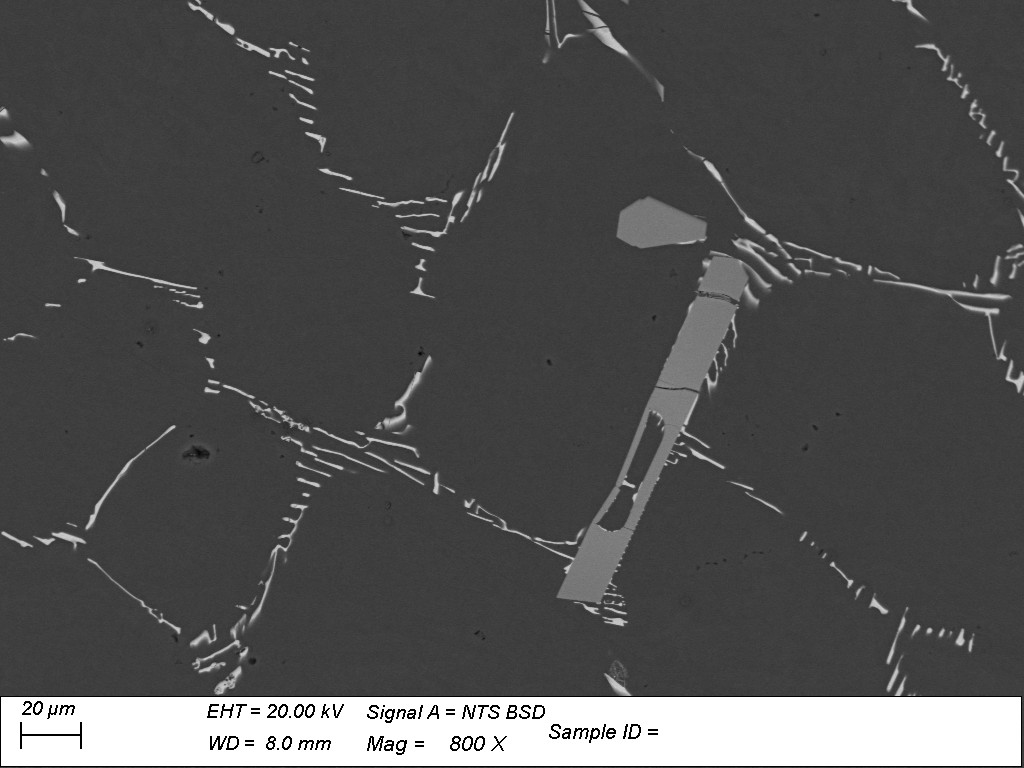 20 µm
EHT = 20.00 kV Signal A = NTS BSD
WD = 8.0 mm Mag = 800 X Sample ID =